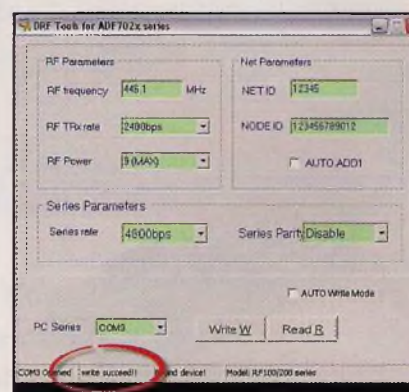 DRF Tools for ADF702x series
RF Parameters
RF frequency 446.1 MHz
RF TRx rate 2400bps
RF Power 9 (MAX)
Net Parameters
NET ID 12345
NODE ID 123456789012
AUTO ADD1
Series Parameters
Series rate 4800bps Series Parity Disable
AUTO Write Mode
PC Series COM3 Write W Read R
COM3 Opened write succeed! device! Model: RF100/200 series